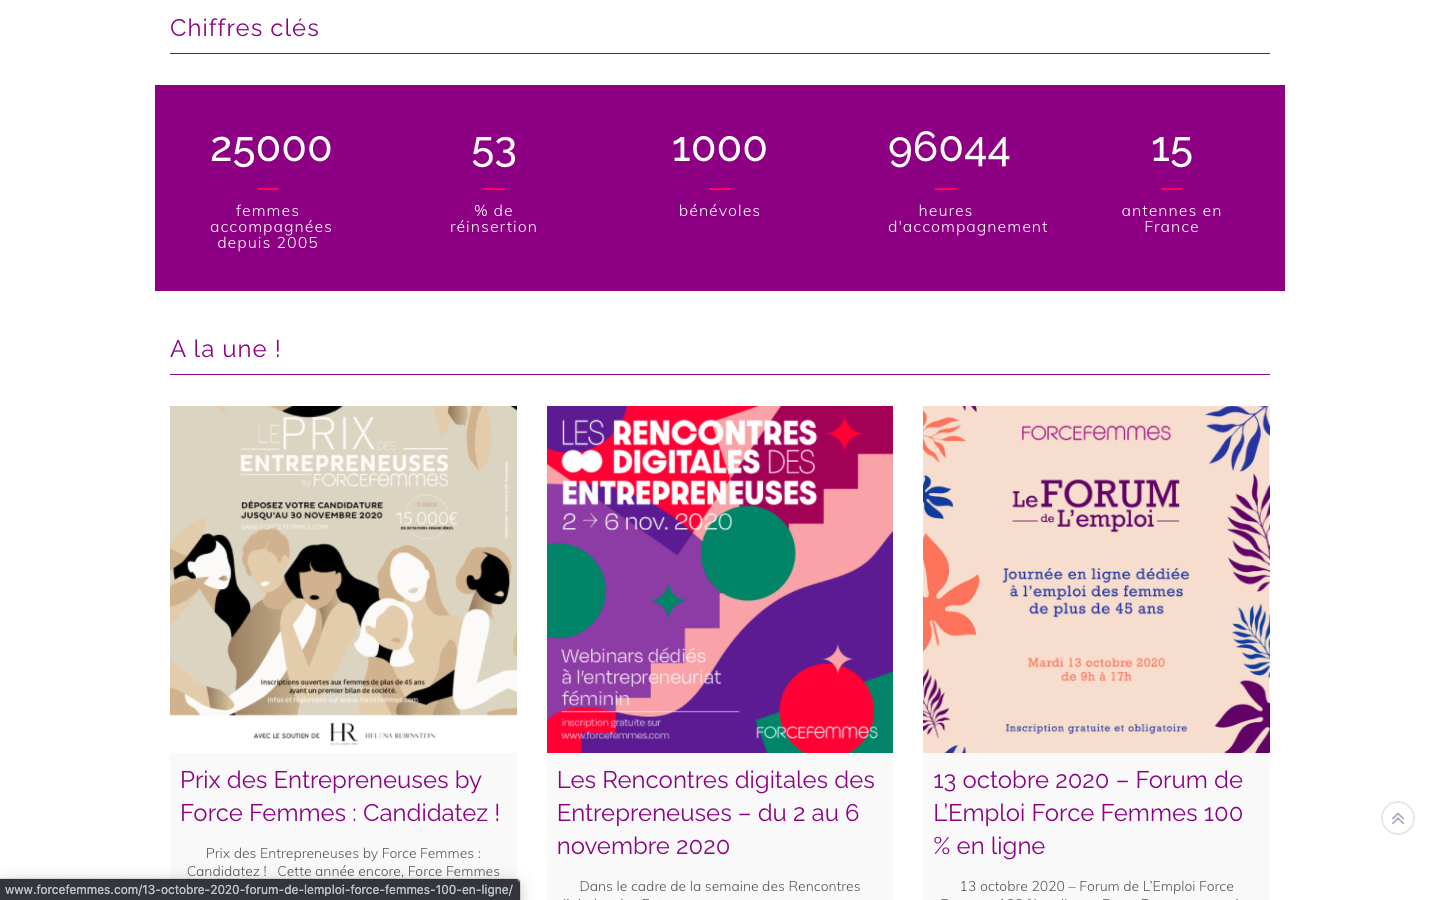 Chiffres clés
25000
femmes
accompagnées
depuis 2005
53
% de
réinsertion
1000
bénévoles
96044
heures
d'accompagnement
15
antennes en
France
A la une !
LE PRIX DES
ENTREPRENEUSES
by FORCEFEMMES
DÉPOSEZ VOTRE CANDIDATURE
JUSQU'AU 30 NOVEMBRE 2020
WWW.FORCEFEMMES.COM
15 000€
Inscriptions ouvertes aux femmes de plus de 45 ans
ayant un premier bilan de société.
Infos et règlement sur www.forcefemmes.com
AVEC LE SOUTIEN DE HR HELENA RUBINSTEIN
Prix des Entrepreneuses by
Force Femmes : Candidatez !
Prix des Entrepreneuses by Force Femmes :
Candidatez ! Cette année encore, Force Femmes
LES RENCONTRES
DIGITALES DES
ENTREPRENEUSES
2 → 6 nov. 2020
Webinars dédiés
à l'entrepreneuriat
féminin
inscription gratuite sur
www.forcefemmes.com
FORCEFEMMES
Les Rencontres digitales des
Entrepreneuses – du 2 au 6
novembre 2020
Dans le cadre de la semaine des Rencontres
FORCEFEMMES
Le FORUM
de L'emploi
Journée en ligne dédiée
à l'emploi des femmes
de plus de 45 ans
Mardi 13 octobre 2020
de 9h à 17h
Inscription gratuite et obligatoire
13 octobre 2020 – Forum de
L'Emploi Force Femmes 100
% en ligne
13 octobre 2020 – Forum de L'Emploi Force
www.forcefemmes.com/13-octobre-2020-forum-de-lemploi-force-femmes-100-en-ligne/